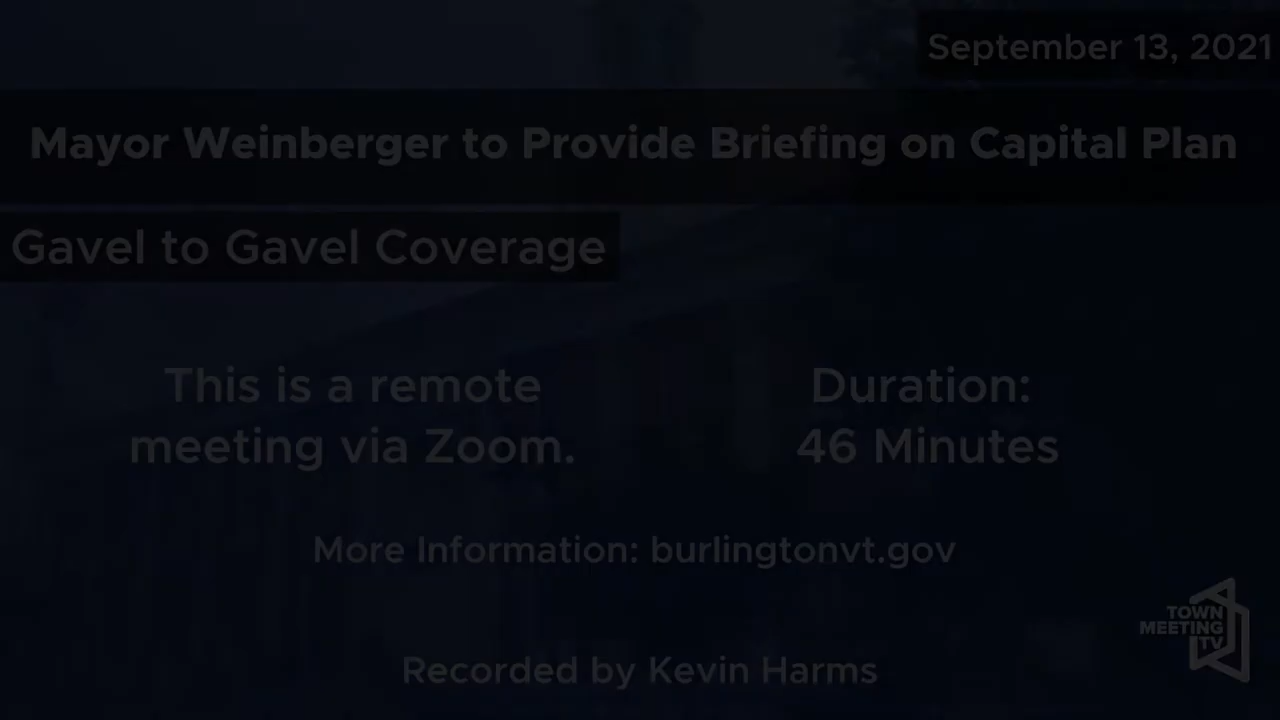 September 13, 2021
Mayor Weinberger to Provide Briefing on Capital Plan
Gavel to Gavel Coverage
This is a remote
meeting via Zoom.
Duration:
46 Minutes
More Information: burlingtonvt.gov
TOWN
MEETING
TV
Recorded by Kevin Harms